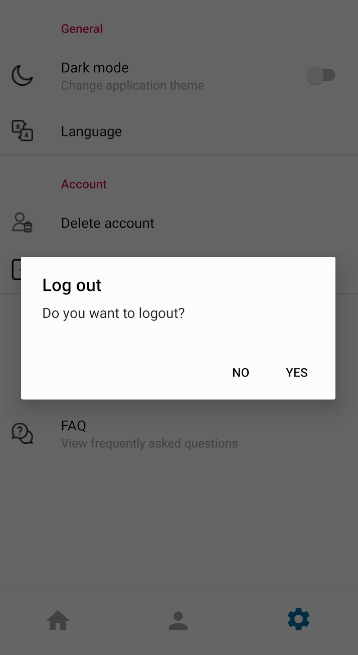 General
Dark mode
Change application theme
Language
Account
Delete account
Log out
Do you want to logout?
NO
YES
FAQ
View frequently asked questions